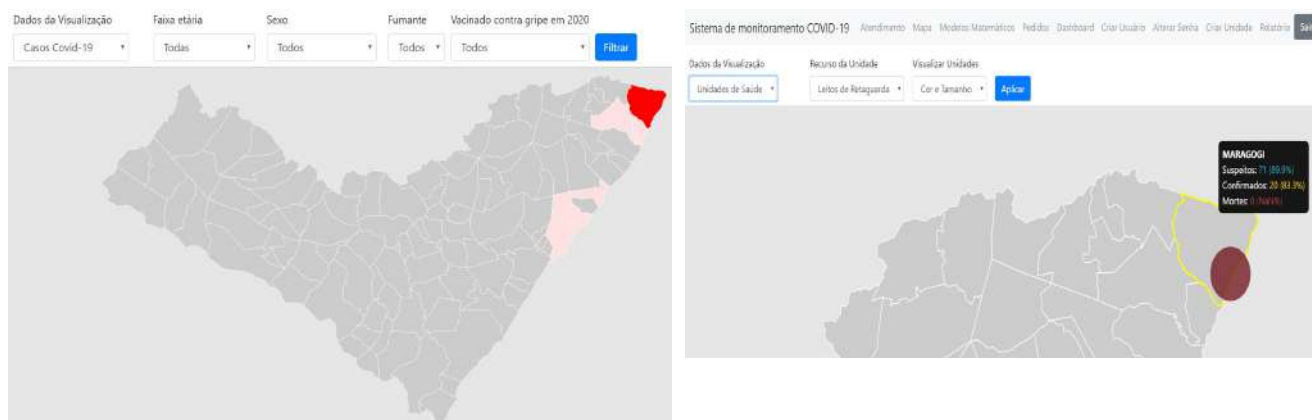 Dados da Visualização Faixa etária Sexo Fumante Vacinado contra gripe em 2020
Casos Covid-19 Todas Todos Todos Todos Filtrar
Sistema de monitoramento COVID-19 Atendimento Mapa Modelos Matemáticos Pedidos Dashboard Criar Usuário Alterar Senha Criar Unidade Relatório
Dados da Visualização Recurso da Unidade Visualizar Unidades
Unidades de Saúde Leitos de Retaguarda Cor e Tamanho Aplicar
MARAGOGI
Suspeitos: 71 (89.9%)
Confirmados: 20 (83.3%)
Mortes: 0 (NaN%)